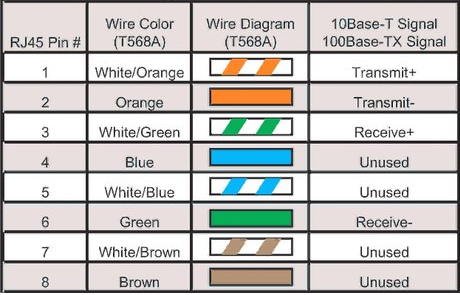 RJ45 Pin # Wire Color (T568A) Wire Diagram (T568A) 10Base-T Signal 100Base-TX Signal
1 White/Orange Transmit+
2 Orange Transmit-
3 White/Green Receive+
4 Blue Unused
5 White/Blue Unused
6 Green Receive-
7 White/Brown Unused
8 Brown Unused